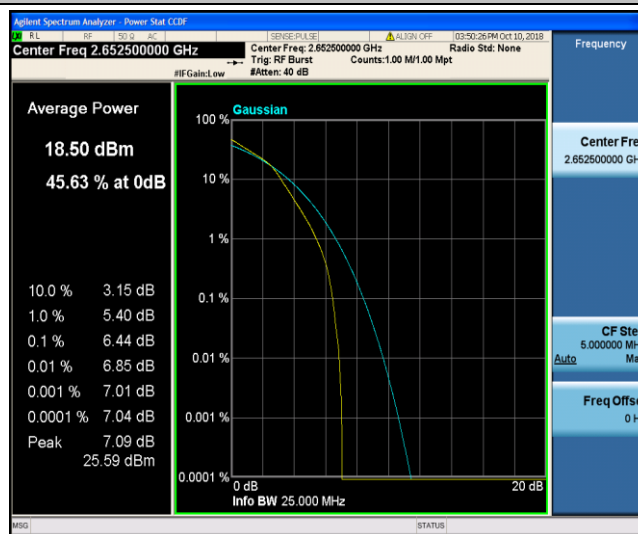 Agilent Spectrum Analyzer - Power Stat CCDF
RL RF 50 Ω AC SENSE:PULSE ALIGN OFF 03:50:26 PM Oct 10, 2018
Center Freq 2.652500000 GHz
Center Freq: 2.652500000 GHz Radio Std: None
Trig: RF Burst Counts:1.00 M/1.00 Mpt
#IFGain:Low #Atten: 40 dB
Frequency
Average Power
18.50 dBm
45.63 % at 0dB
10.0 % 3.15 dB
1.0 % 5.40 dB
0.1 % 6.44 dB
0.01 % 6.85 dB
0.001 % 7.01 dB
0.0001 % 7.04 dB
Peak 7.09 dB
25.59 dBm
Gaussian
100 %
10 %
1 %
0.1 %
0.01 %
0.001 %
0.0001 %
0 dB 20 dB
Info BW 25.000 MHz
Center Fre
2.652500000 GH
CF Ste
5.000000 MH
Auto Ma
Freq Offse
0 H
MSG STATUS